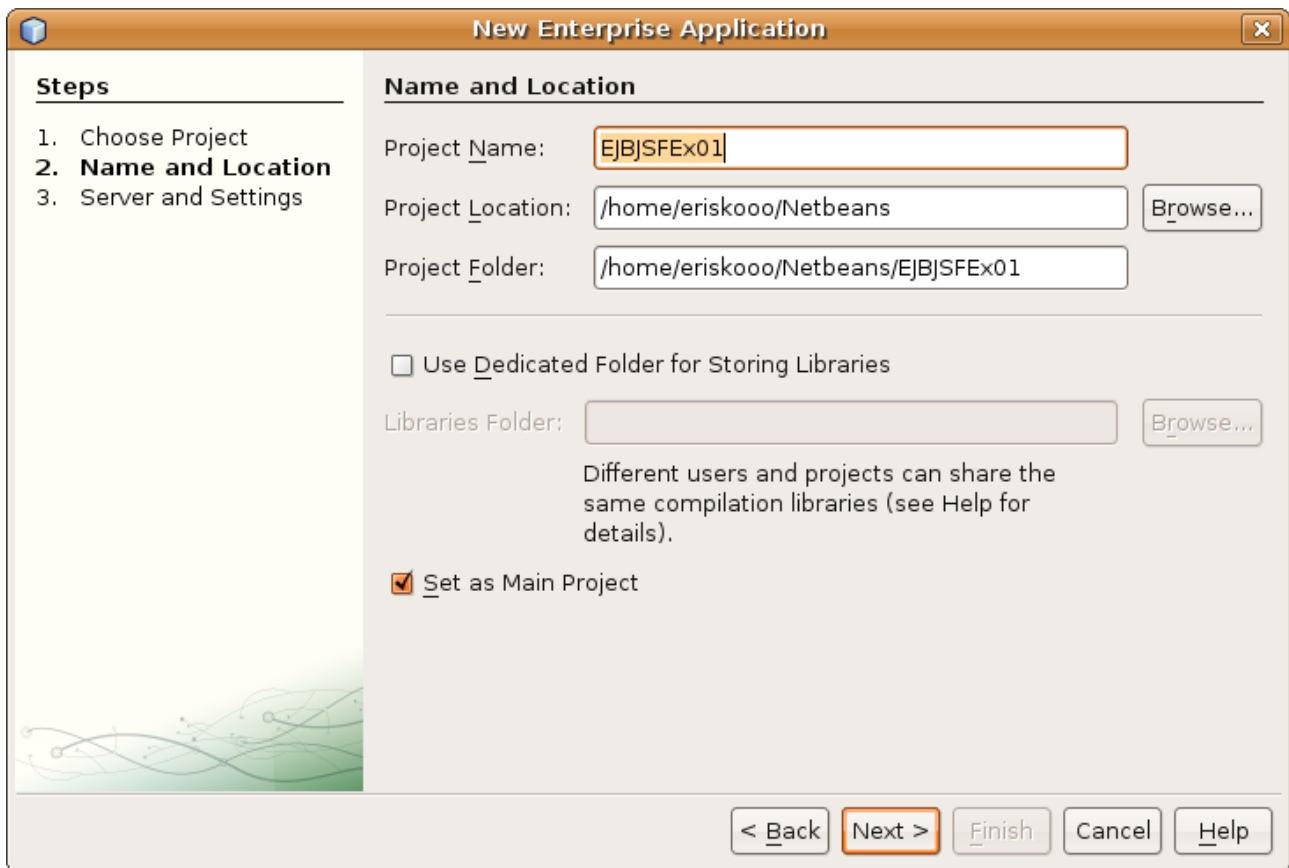 New Enterprise Application
Steps
1. Choose Project
2. Name and Location
3. Server and Settings
Name and Location
Project Name: EJBJSFEx01
Project Location: /home/eriskooo/Netbeans Browse...
Project Folder: /home/eriskooo/Netbeans/EJBJSFEx01
Use Dedicated Folder for Storing Libraries
Libraries Folder: Browse...
Different users and projects can share the
same compilation libraries (see Help for
details).
Set as Main Project
< Back Next > Finish Cancel Help